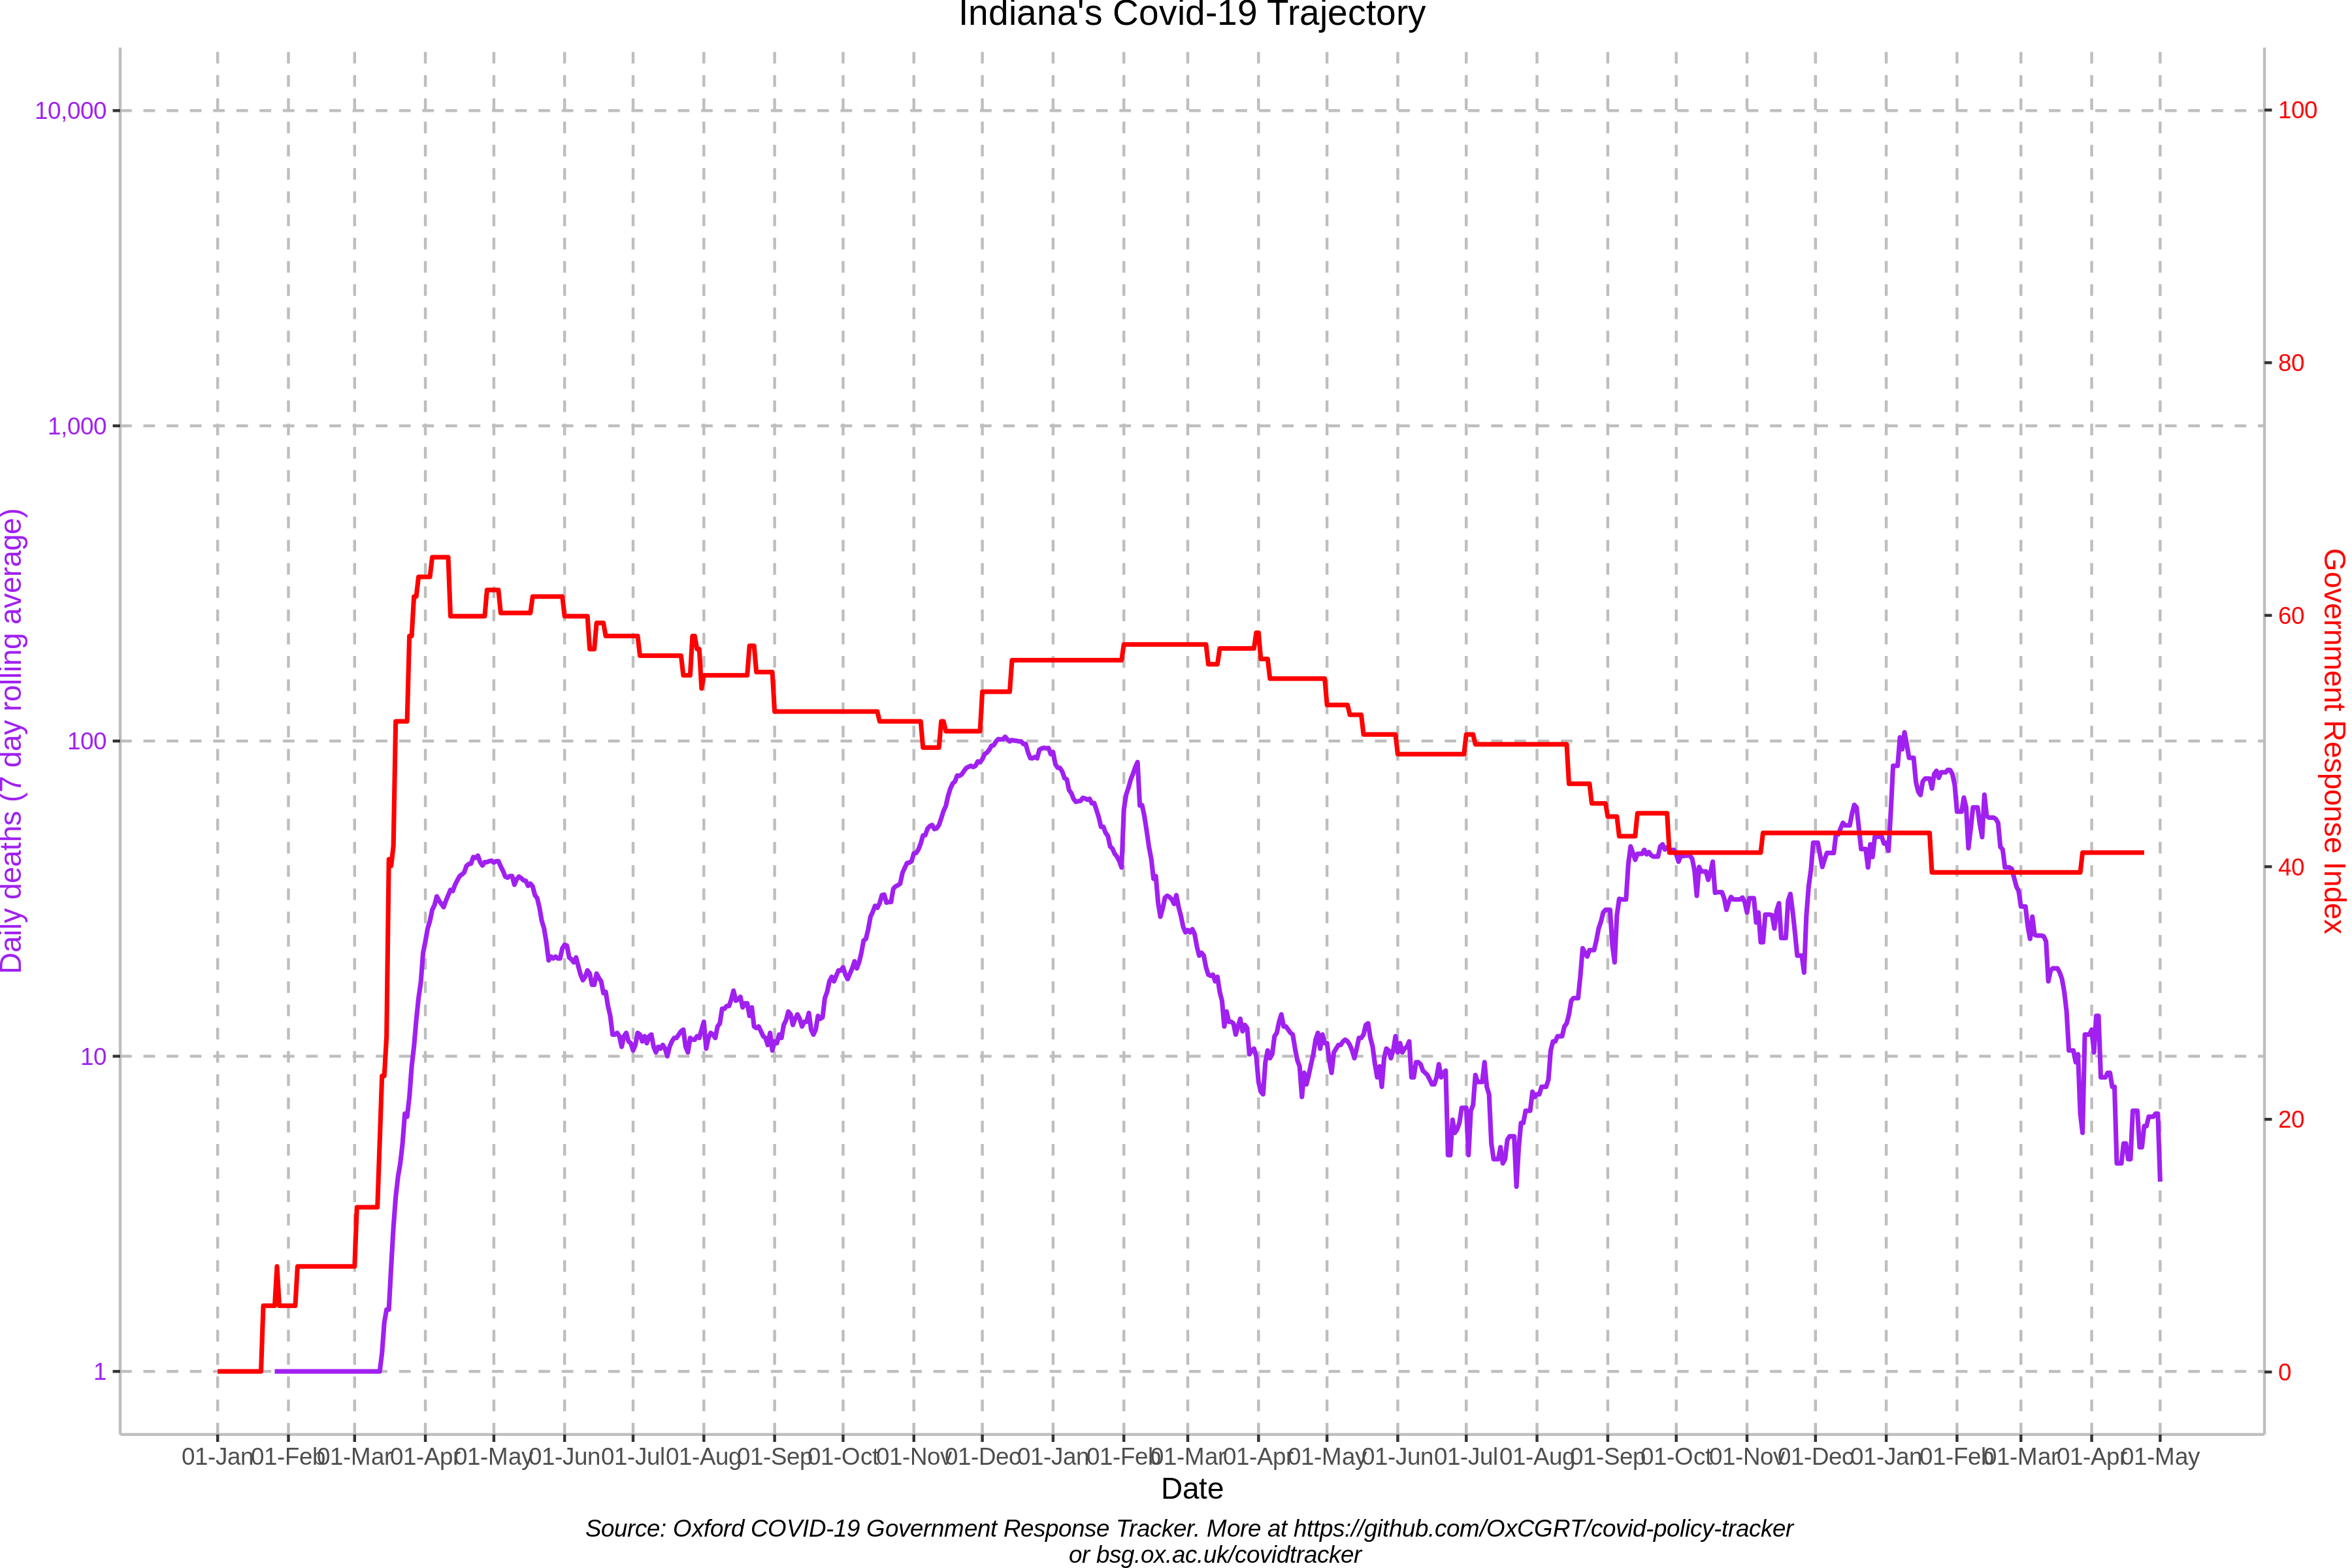 Indiana's Covid-19 Trajectory
10,000
1,000
100
10
1
Daily deaths (7 day rolling average)
100
80
60
40
20
0
Government Response Index
01-Jan 01-Feb 01-Mar 01-Apr 01-May 01-Jun 01-Jul 01-Aug 01-Sep 01-Oct 01-Nov 01-Dec 01-Jan 01-Feb 01-Mar 01-Apr 01-May 01-Jun 01-Jul 01-Aug 01-Sep 01-Oct 01-Nov 01-Dec 01-Jan 01-Feb 01-Mar 01-Apr 01-May
Date
Source: Oxford COVID-19 Government Response Tracker. More at https://github.com/OxCGRT/covid-policy-tracker
or bsg.ox.ac.uk/covidtracker